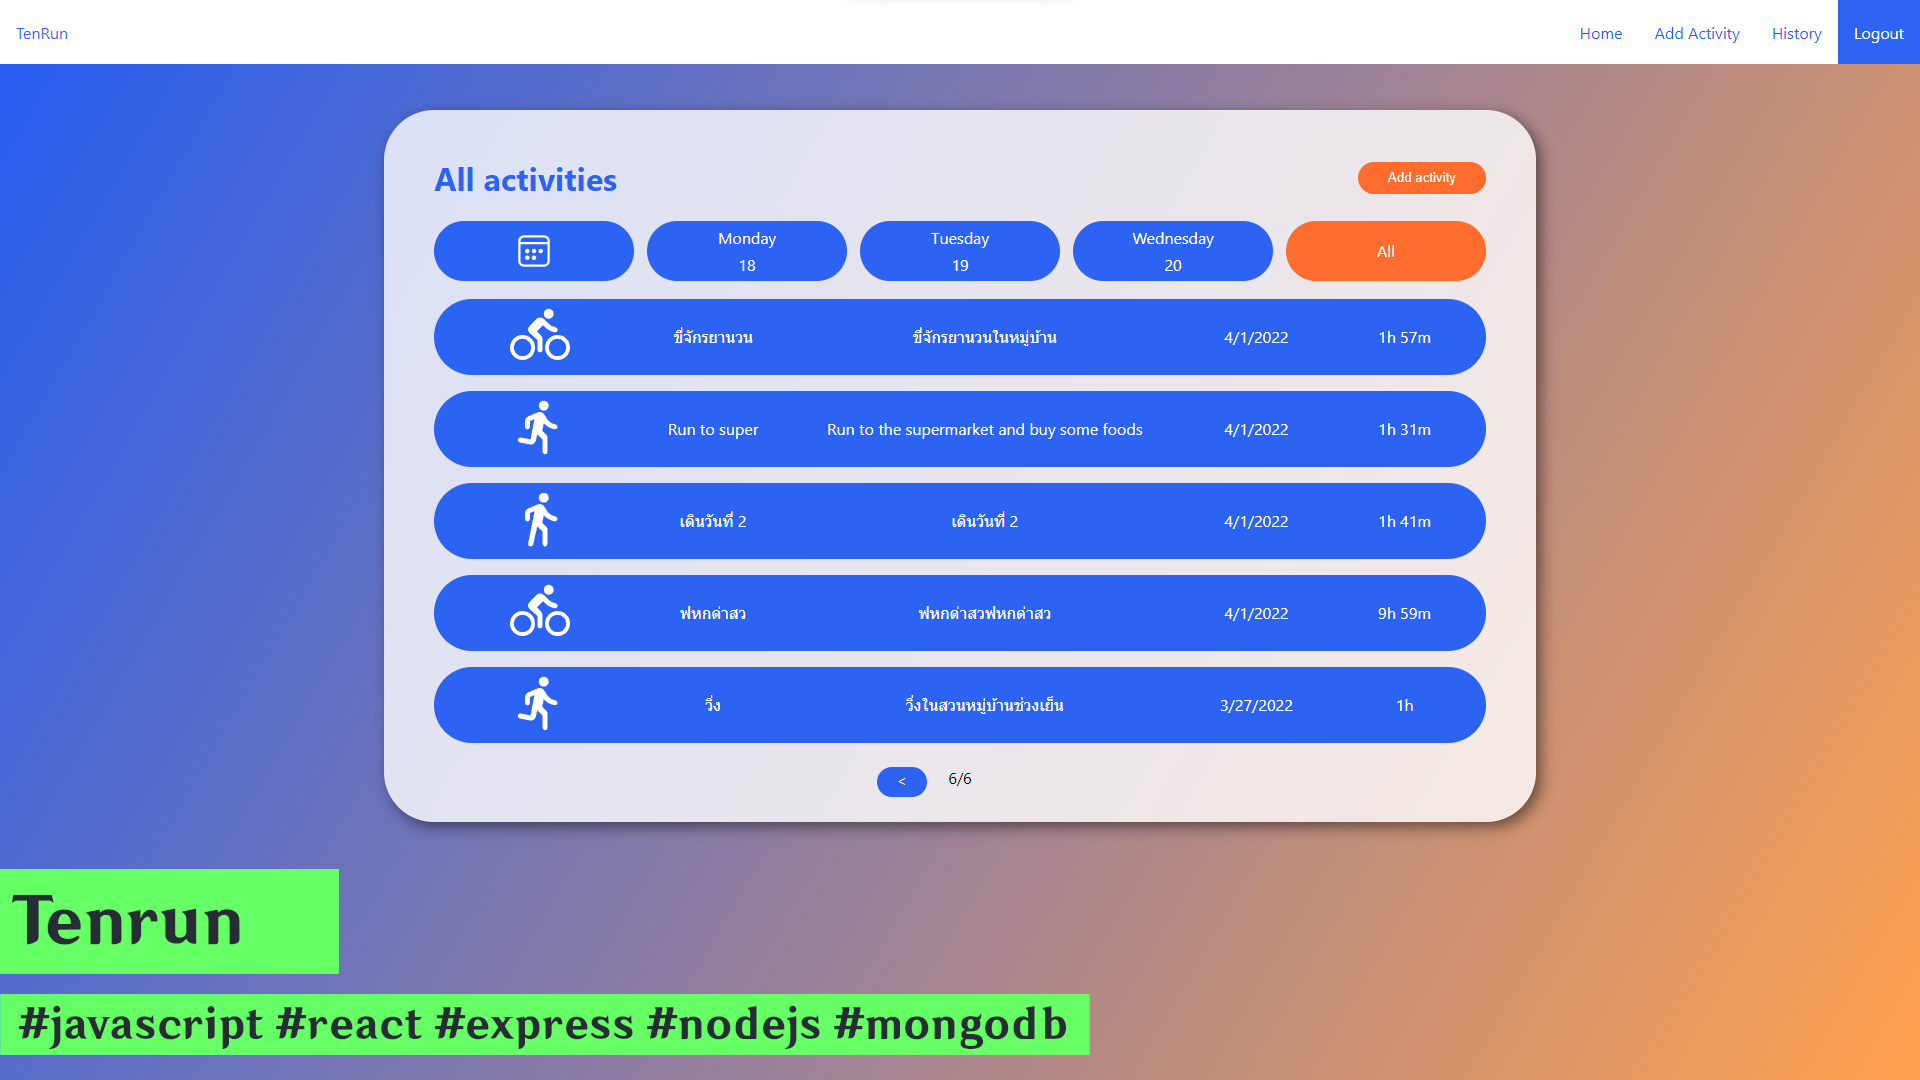 TenRun
Home Add Activity History Logout
All activities
Add activity
Monday
18
Tuesday
19
Wednesday
20
All
ขี่จักรยานวน ขี่จักรยานวนในหมู่บ้าน 4/1/2022 1h 57m
Run to super Run to the supermarket and buy some foods 4/1/2022 1h 31m
เดินวันที่ 2 เดินวันที่ 2 4/1/2022 1h 41m
ฟหกด่าสว ฟหกด่าสวฟหกด่าสว 4/1/2022 9h 59m
วิ่ง วิ่งในสวนหมู่บ้านช่วงเย็น 3/27/2022 1h
< 6/6
Tenrun
#javascript #react #express #nodejs #mongodb